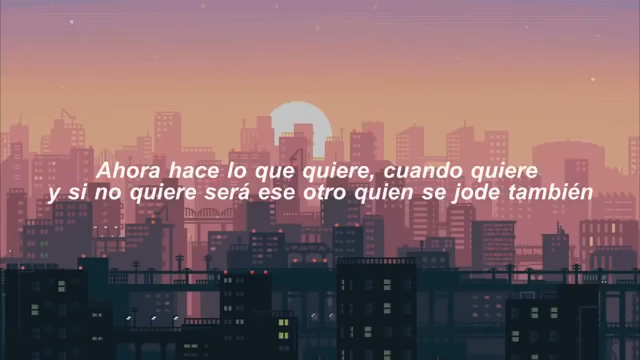 Ahora hace lo que quiere, cuando quiere
y si no quiere será ese otro quien se jode también